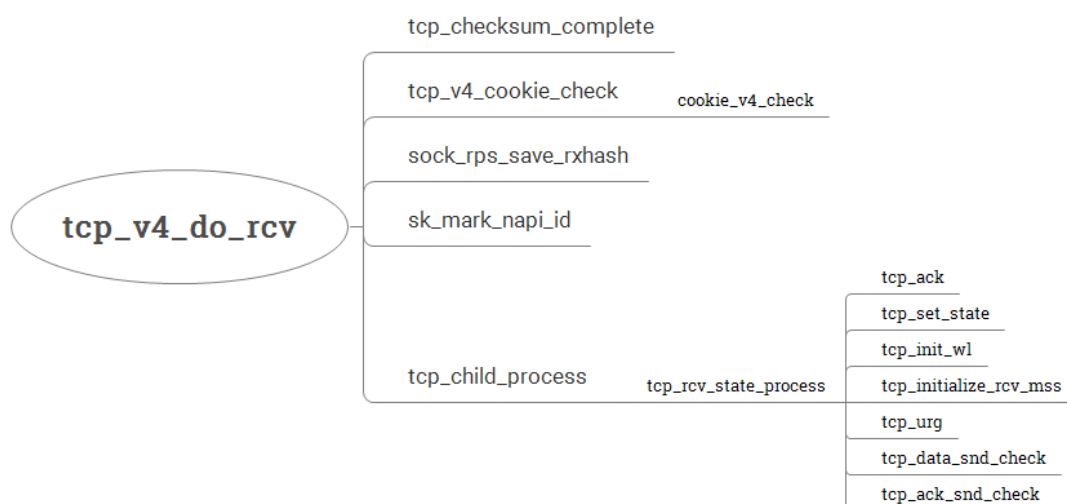 tcp_checksum_complete
tcp_v4_cookie_check
cookie_v4_check
sock_rps_save_rxhash
tcp_v4_do_rcv
sk_mark_napi_id
tcp_child_process
tcp_rcv_state_process
tcp_ack
tcp_set_state
tcp_init_wl
tcp_initialize_rcv_mss
tcp_urg
tcp_data_snd_check
tcp_ack_snd_check